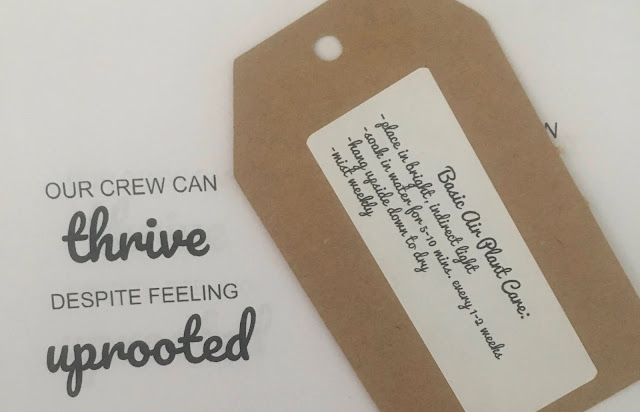 OUR CREW CAN
thrive
DESPITE FEELING
uprooted
Basic Air Plant Care:
-place in bright, indirect light
-soak in water for 5-10 mins. every 1-2 weeks
-hang upside down to dry
-mist weekly
N